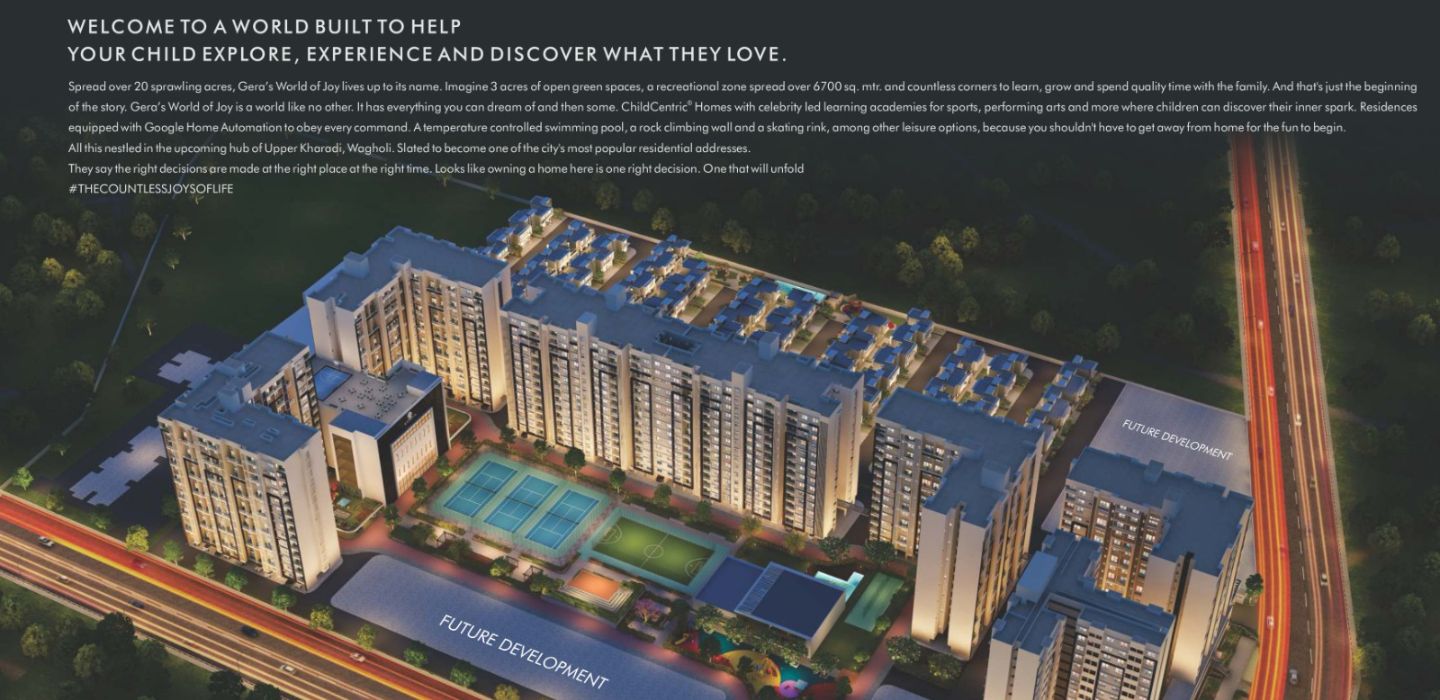 WELCOME TO A WORLD BUILT TO HELP
YOUR CHILD EXPLORE, EXPERIENCE AND DISCOVER WHAT THEY LOVE.
Spread over 20 sprawling acres, Gera's World of Joy lives up to its name. Imagine 3 acres of open green spaces, a recreational zone spread over 6700 sq. mtr. and countless corners to learn, grow and spend quality time with the family. And that's just the beginning
of the story. Gera's World of Joy is a world like no other. It has everything you can dream of and then some. ChildCentric® Homes with celebrity led learning academies for sports, performing arts and more where children can discover their inner spark. Residences
equipped with Google Home Automation to obey every command. A temperature controlled swimming pool, a rock climbing wall and a skating rink, among other leisure options, because you shouldn't have to get away from home for the fun to begin.
All this nestled in the upcoming hub of Upper Kharadi, Wagholi. Slated to become one of the city's most popular residential addresses.
They say the right decisions are made at the right place at the right time. Looks like owning a home here is one right decision. One that will unfold
#THECOUNTLESSJOYSOFLIFE
FUTURE DEVELOPMENT
FUTURE DEVELOPMENT